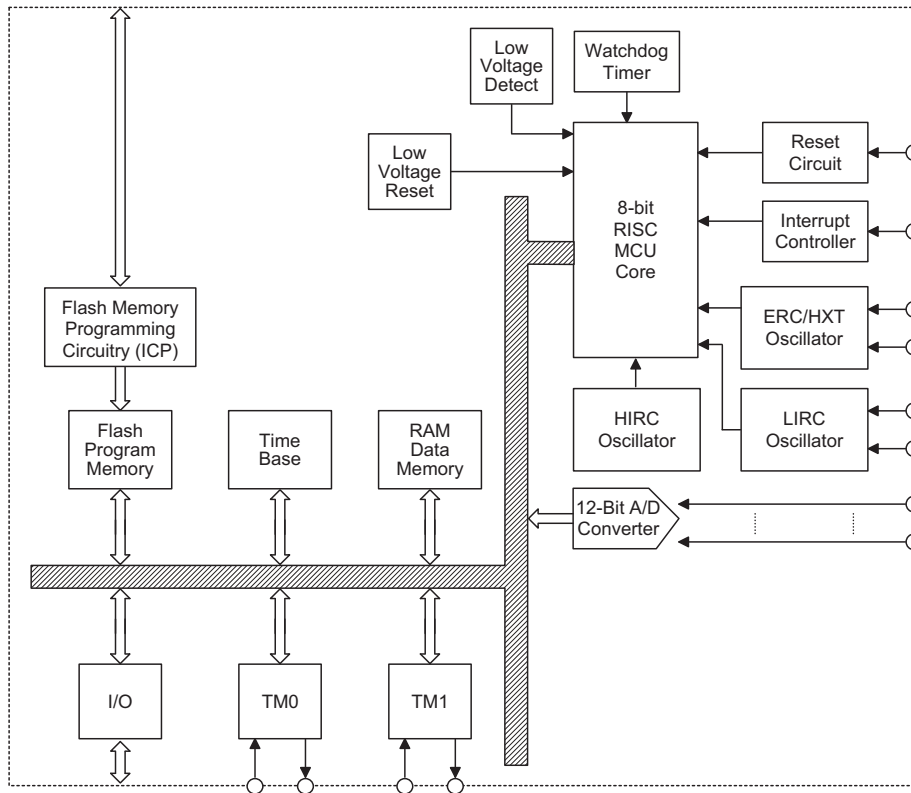 Low
Voltage
Detect
Watchdog
Timer
Low
Voltage
Reset
8-bit
RISC
MCU
Core
Reset
Circuit
Interrupt
Controller
ERC/HXT
Oscillator
HIRC
Oscillator
LIRC
Oscillator
Flash Memory
Programming
Circuitry (ICP)
Flash
Program
Memory
Time
Base
RAM
Data
Memory
12-Bit A/D
Converter
I/O
TM0
TM1